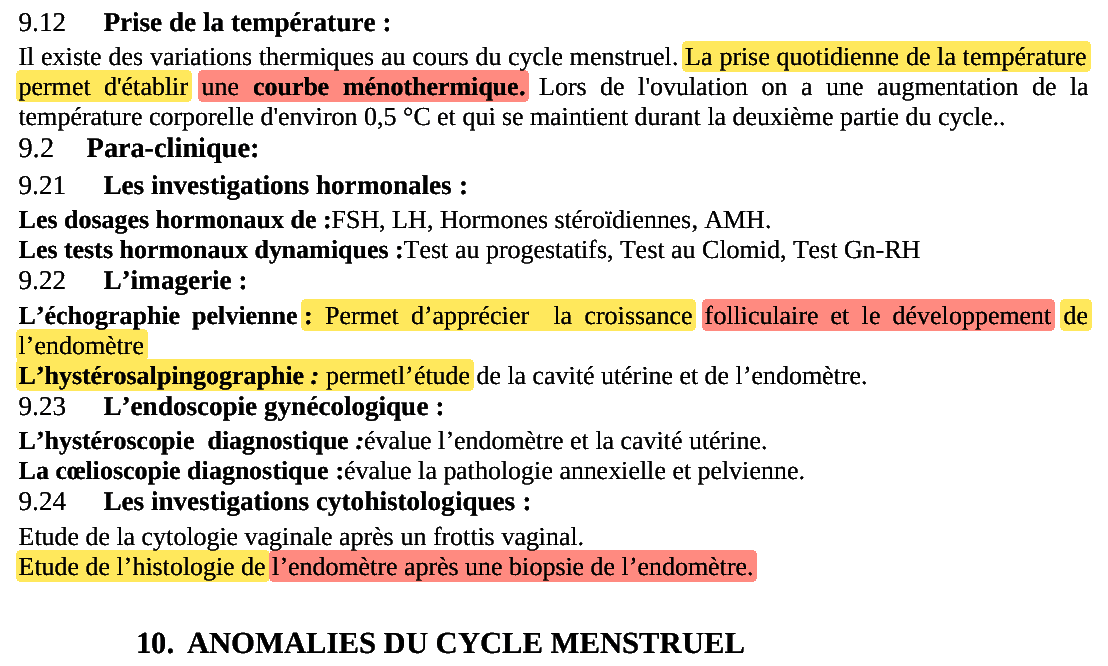 9.12 Prise de la température :
Il existe des variations thermiques au cours du cycle menstruel. La prise quotidienne de la température
permet d'établir une courbe ménothermique. Lors de l'ovulation on a une augmentation de la
température corporelle d'environ 0,5 °C et qui se maintient durant la deuxième partie du cycle..
9.2 Para-clinique:
9.21 Les investigations hormonales :
Les dosages hormonaux de :FSH, LH, Hormones stéroïdiennes, AMH.
Les tests hormonaux dynamiques :Test au progestatifs, Test au Clomid, Test Gn-RH
9.22 L’imagerie :
L’échographie pelvienne : Permet d’apprécier la croissance folliculaire et le développement de
l’endomètre
L’hystérosalpingographie : permetl’étude de la cavité utérine et de l’endomètre.
9.23 L’endoscopie gynécologique :
L’hystéroscopie diagnostique :évalue l’endomètre et la cavité utérine.
La cœlioscopie diagnostique :évalue la pathologie annexielle et pelvienne.
9.24 Les investigations cytohistologiques :
Etude de la cytologie vaginale après un frottis vaginal.
Etude de l’histologie de l’endomètre après une biopsie de l’endomètre.
10. ANOMALIES DU CYCLE MENSTRUEL